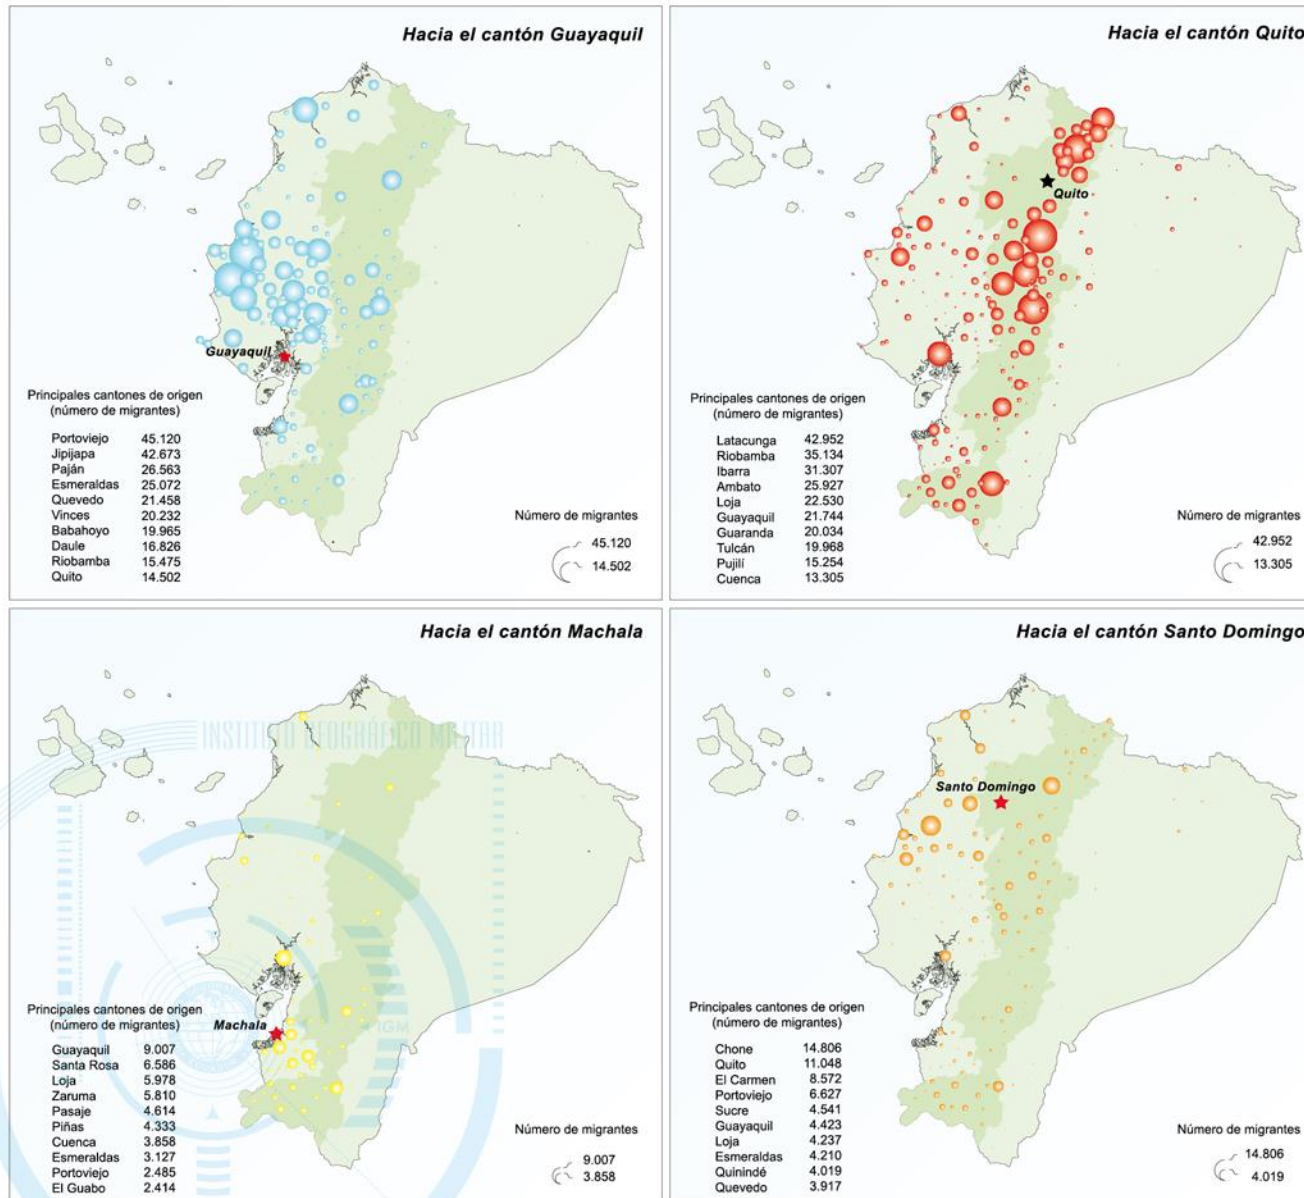 Hacia el cantón Guayaquil
Guayaquil
Principales cantones de origen
(número de migrantes)
Portoviejo 45.120
Jipijapa 42.673
Paján 26.563
Esmeraldas 25.072
Quevedo 21.458
Vinces 20.232
Babahoyo 19.965
Daule 16.826
Riobamba 15.475
Quito 14.502
Número de migrantes
45.120
14.502
Hacia el cantón Quito
Quito
Principales cantones de origen
(número de migrantes)
Latacunga 42.952
Riobamba 35.134
Ibarra 31.307
Ambato 25.927
Loja 22.530
Guayaquil 21.744
Guaranda 20.034
Tulcán 19.968
Pujilí 15.254
Cuenca 13.305
Número de migrantes
42.952
13.305
Hacia el cantón Machala
INSTITUTO GEOGRÁFICO MILITAR
Machala
IGM
Principales cantones de origen
(número de migrantes)
Guayaquil 9.007
Santa Rosa 6.586
Loja 5.978
Zaruma 5.810
Pasaje 4.614
Piñas 4.333
Cuenca 3.858
Esmeraldas 3.127
Portoviejo 2.485
El Guabo 2.414
Número de migrantes
9.007
3.858
Hacia el cantón Santo Domingo
Santo Domingo
Principales cantones de origen
(número de migrantes)
Chone 14.806
Quito 11.048
El Carmen 8.572
Portoviejo 6.627
Sucre 4.541
Guayaquil 4.423
Loja 4.237
Esmeraldas 4.210
Quinindé 4.019
Quevedo 3.917
Número de migrantes
14.806
4.019